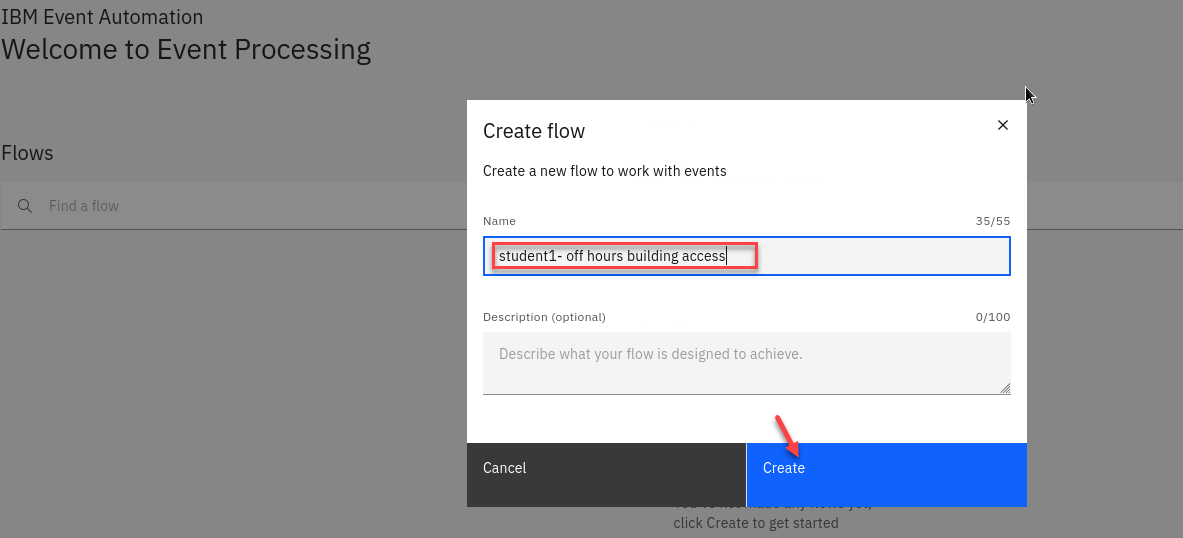 IBM Event Automation
Welcome to Event Processing
Create flow
Create a new flow to work with events
Flows
Find a flow
Name
35/55
student1- off hours building access
Description (optional)
0/100
Describe what your flow is designed to achieve.
Cancel
Create
click Create to get started